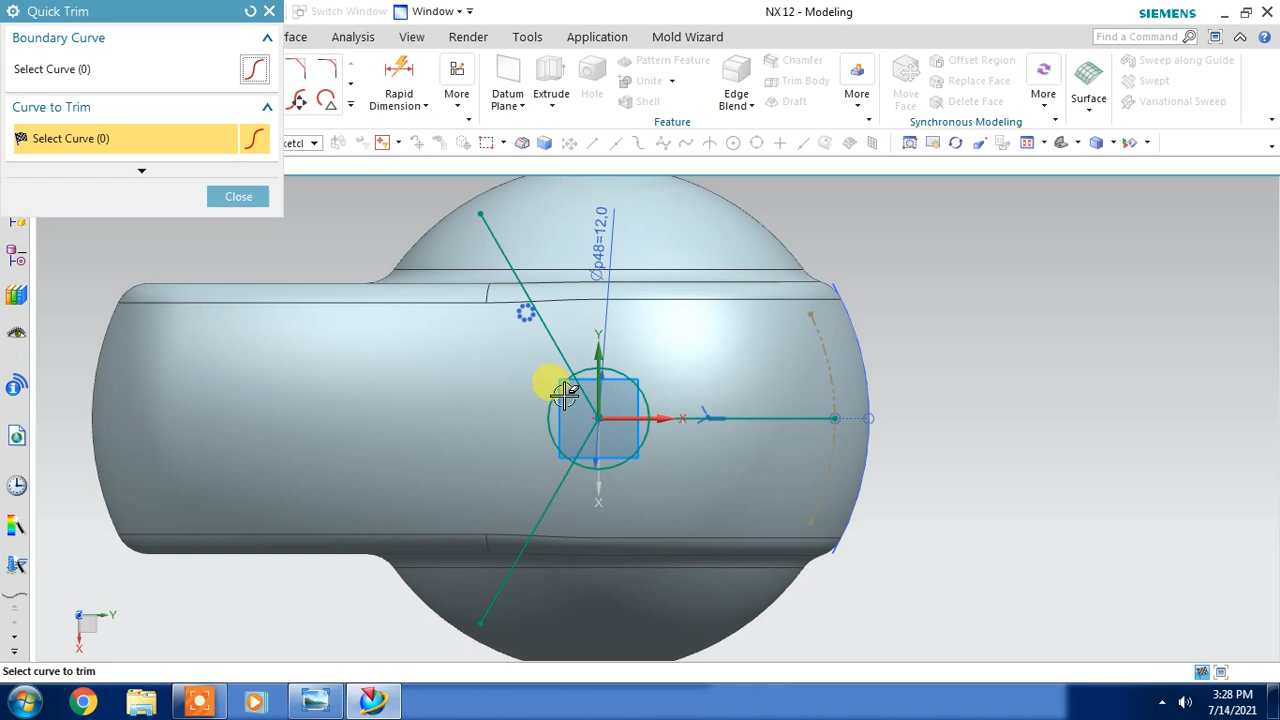 Quick Trim
Switch Window
Window
NX 12 - Modeling
SIEMENS
Boundary Curve
Analysis
View
Render
Tools
Application
Mold Wizard
Find a Command
Select Curve (0)
Curve to Trim
Select Curve (0)
Close
Rapid
Dimension
More
Datum
Plane
Extrude
Hole
Pattern Feature
Unite
Shell
Edge
Blend
Chamfer
Trim Body
Draft
More
Move
Face
Offset Region
Replace Face
Delete Face
More
Surface
Sweep along Guide
Swept
Variational Sweep
Feature
Synchronous Modeling
∅p48=12,0
Y
X
X
Y
X
Select curve to trim
3:28 PM
7/14/2021